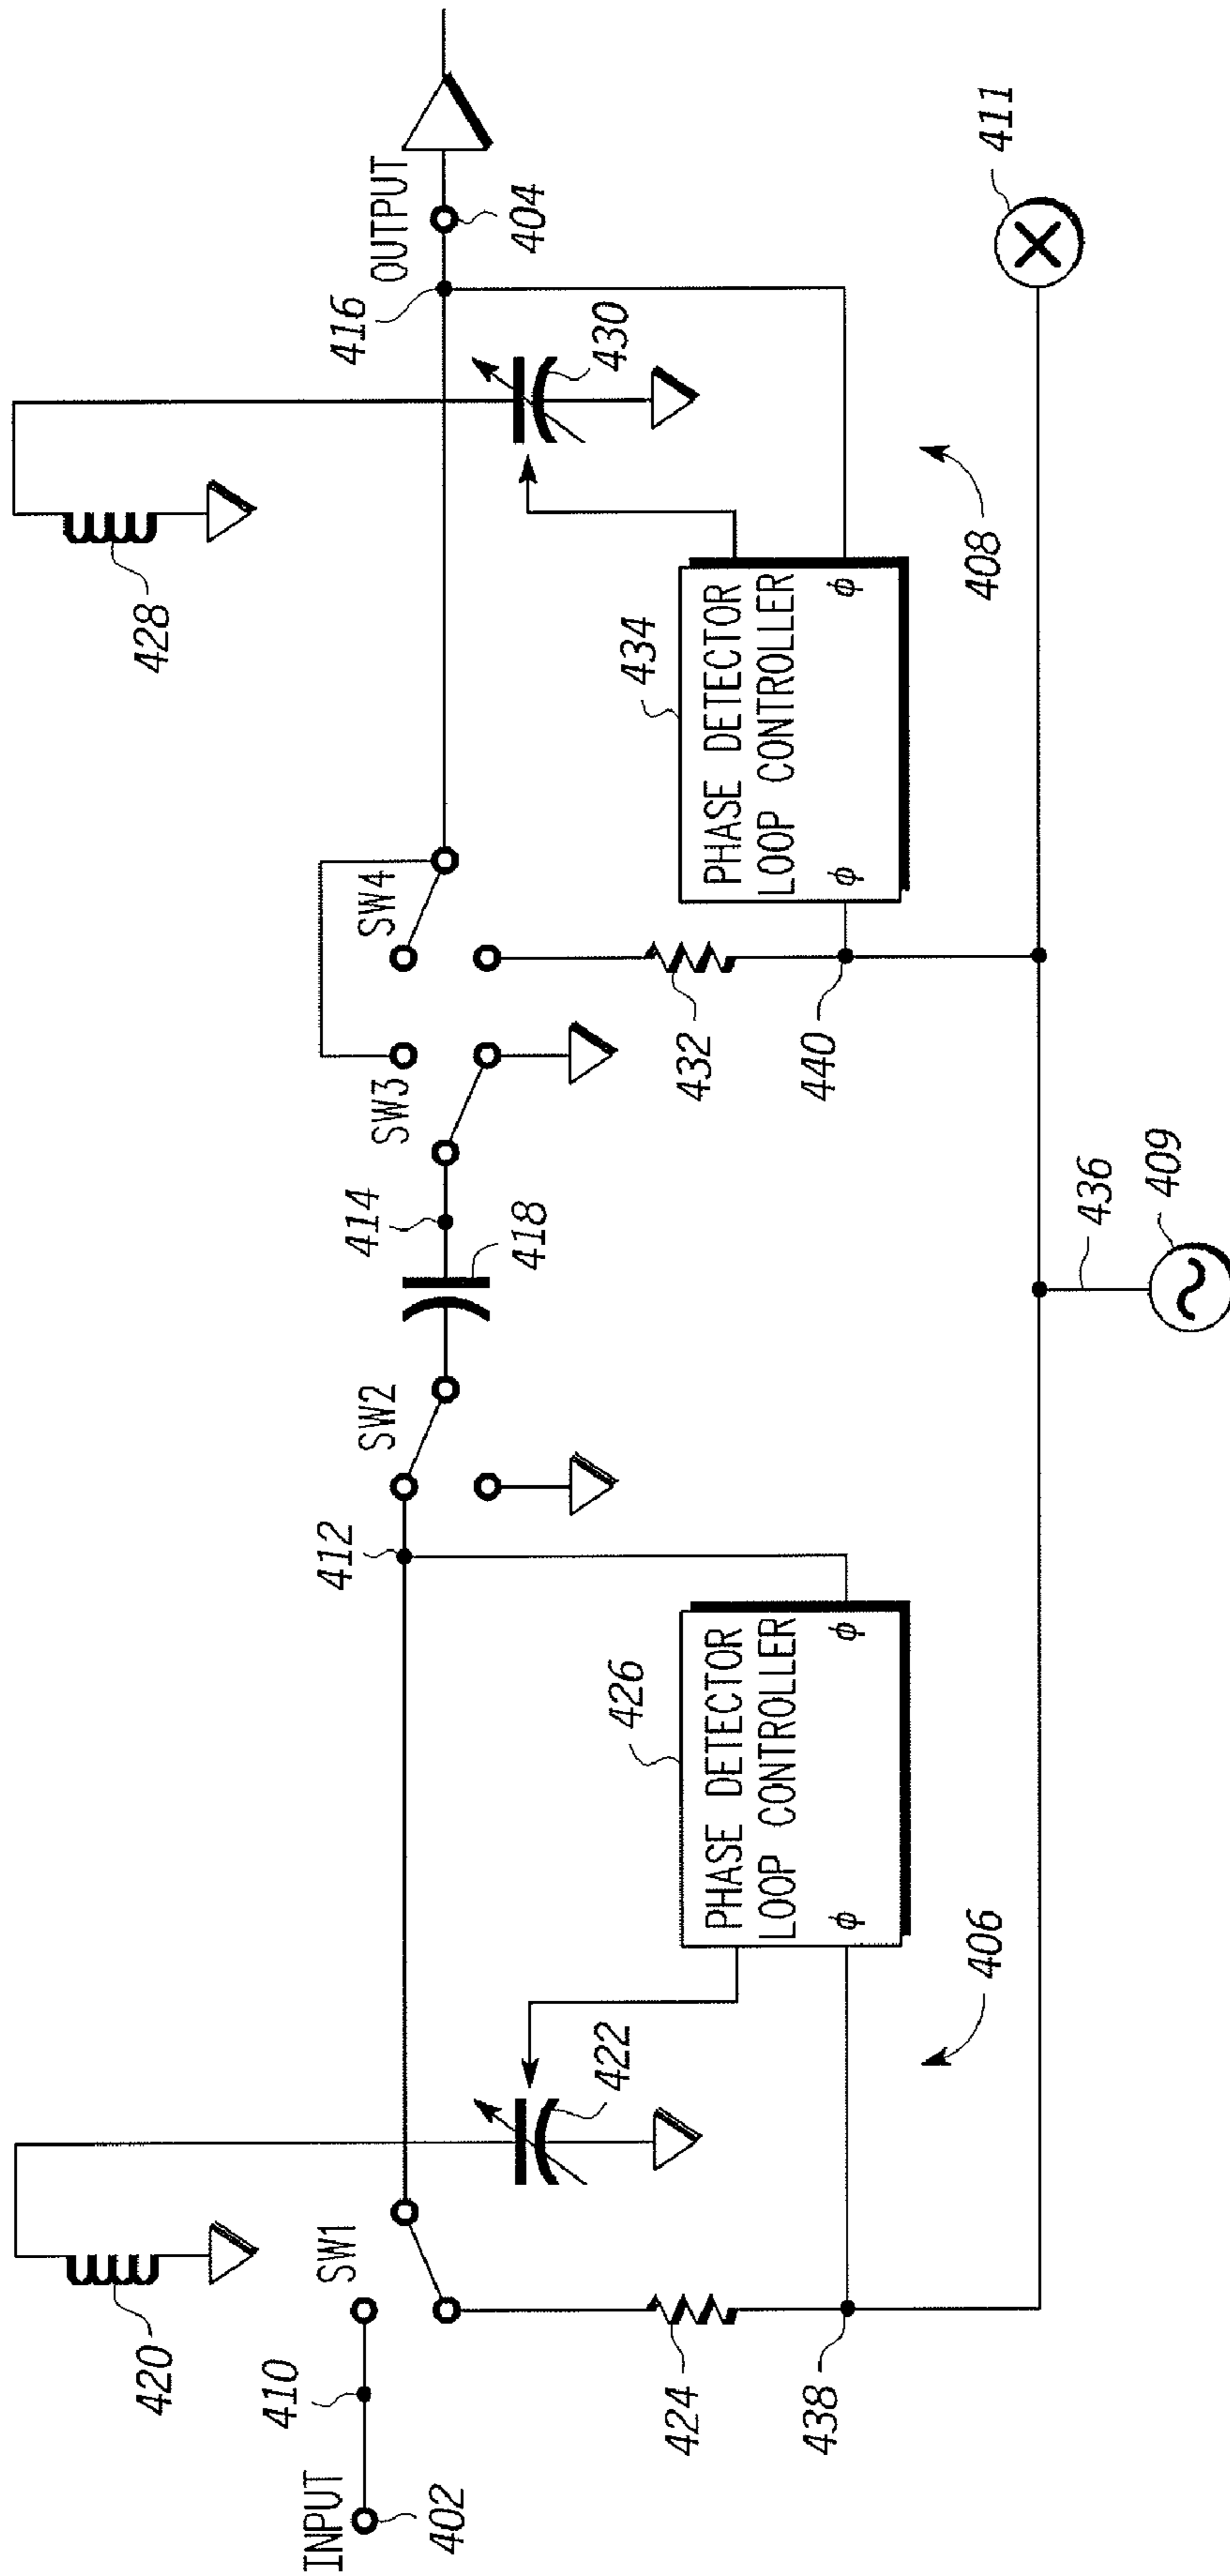 428
420
INPUT
402
410
SW1
412
SW2
414
418
SW3
SW4
416
OUTPUT
404
422
430
424
426
PHASE DETECTOR
LOOP CONTROLLER
ϕ ϕ
432
434
PHASE DETECTOR
LOOP CONTROLLER
ϕ ϕ
438
440
406
408
436
409
411